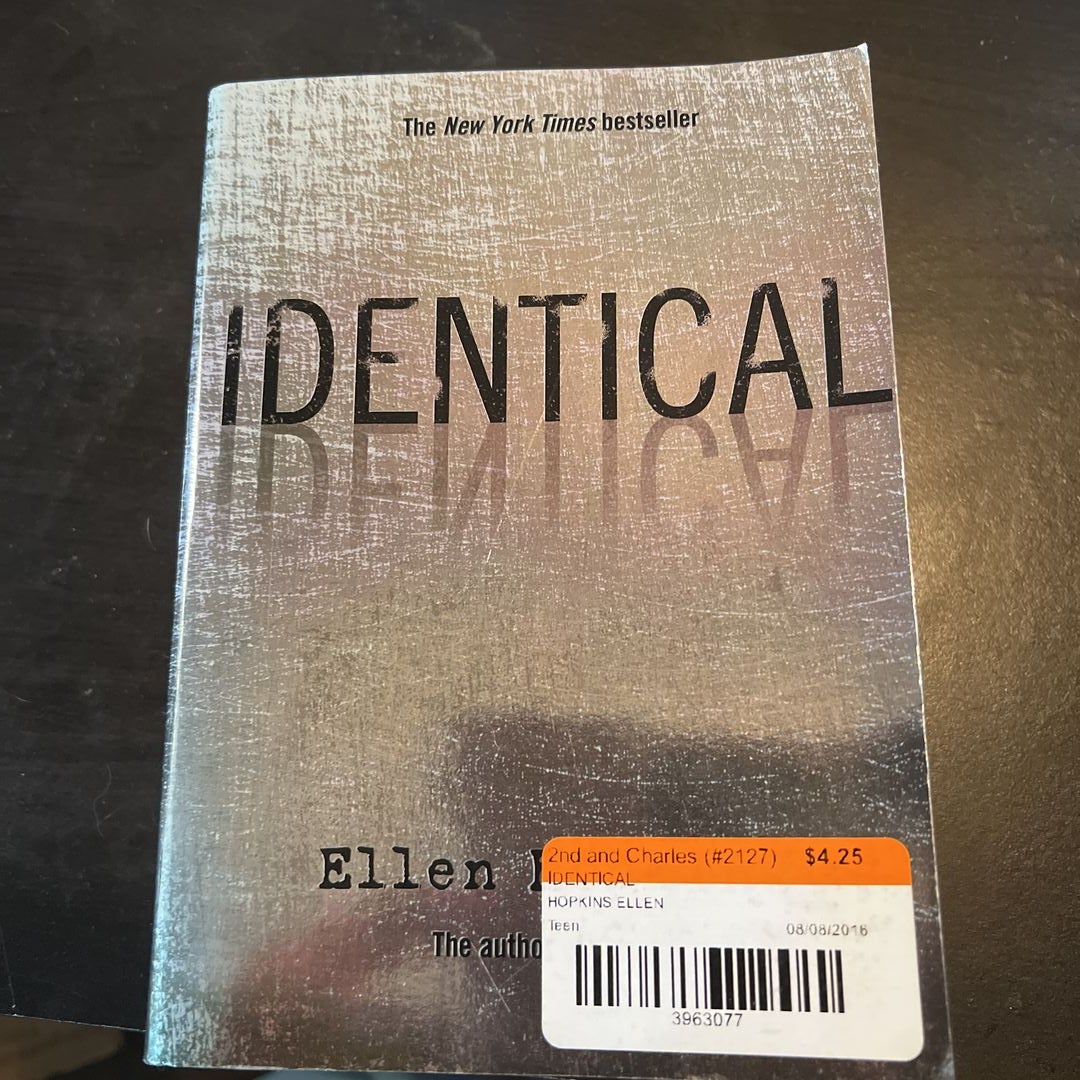 The New York Times bestseller
IDENTICAL
Ellen
The
2nd and Charles (#2127) $4.25
IDENTICAL
HOPKINS ELLEN
Teen 08/08/2016
3963077